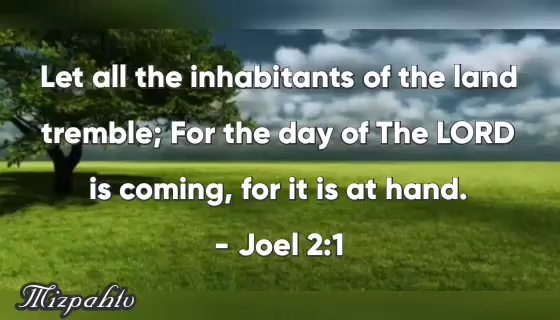 Let all the inhabitants of the land
tremble; For the day of The LORD
is coming, for it is at hand.
- Joel 2:1
Mizpahtv